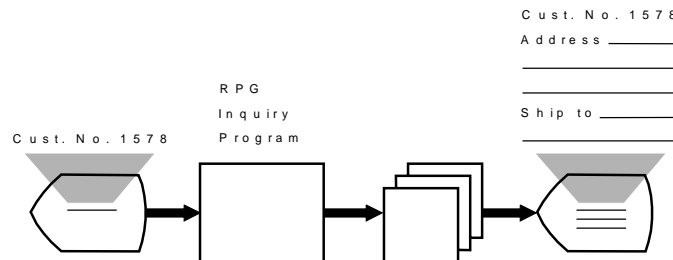 Cust. No. 1578
RPG
Inquiry
Program
Cust. No. 1578
Address
Ship to